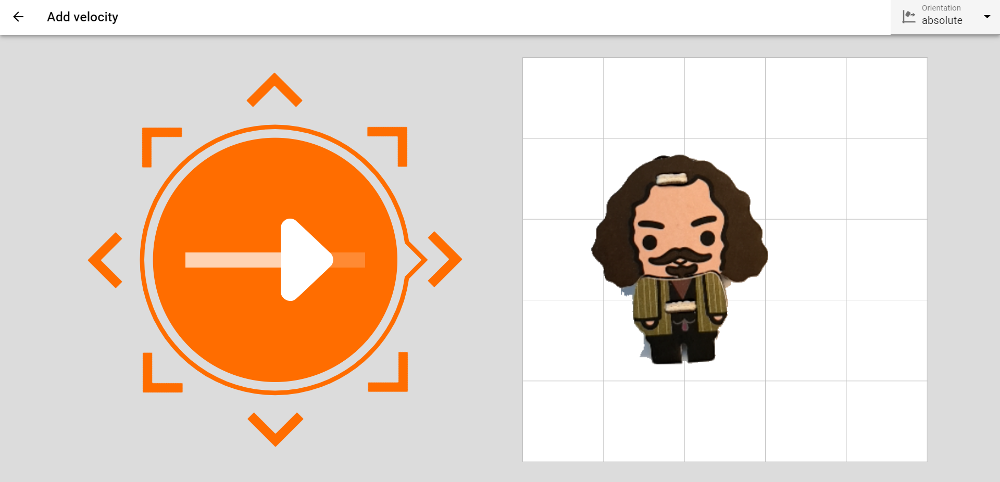 Add velocity
Orientation
absolute